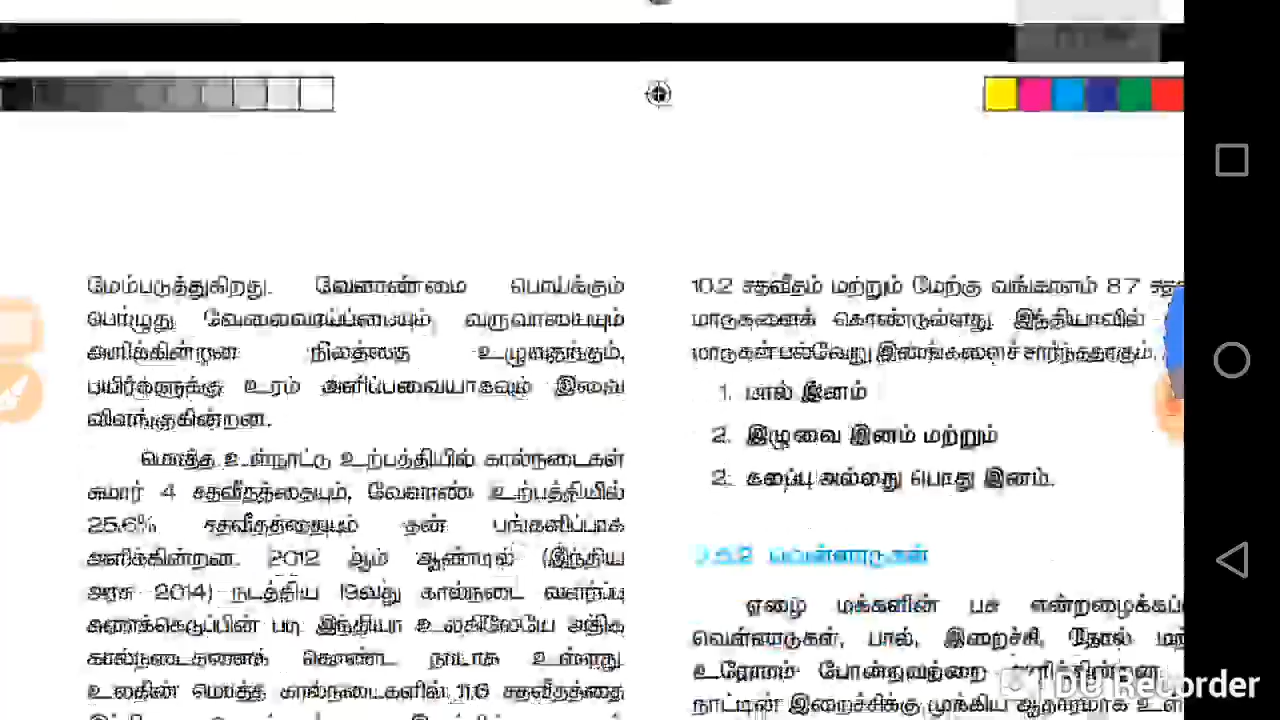 மேம்படுத்துகிறது. வேளாண்மை பொய்க்கும்
பொழுது வேலைவாய்ப்பையும், வருவாயையும்
அளிக்கின்றன நிலத்தை உழுவதற்கும்,
பயிர்களுக்கு உரம் அளிப்பவையாகவும் இவை
விளங்குகின்றன.
மொத்த உள்நாட்டு உற்பத்தியில் கால்நடைகள்
சுமார் 4 சதவீதத்தையும், வேளாண் உற்பத்தியில்
25.6% சதவீதத்தையும் தன் பங்களிப்பாக
அளிக்கின்றன. 2012 ஆம் ஆண்டில் (இந்திய
அரசு 2014) நடத்திய 19வது கால்நடை வளர்ப்பு
கணக்கெடுப்பின் படி இந்தியா உலகிலேயே அதிக
கால்நடைகளைக் கொண்ட நாடாக உள்ளது.
உலகின் மொத்த கால்நடைகளில் 11.6 சதவீதத்தை
10.2 சதவீதம் மற்றும் மேற்கு வங்காளம் 8.7
மாடுகளைக் கொண்டுள்ளது. இந்தியாவில்
மாடுகள் பல்வேறு இனங்களைச் சார்ந்ததாகும்.
1. பால் இனம்
2. இழுவை இனம் மற்றும்
2. கலப்பு அல்லது பொது இனம்.
வெள்ளாடுகள்
ஏழை மக்களின் பசு
வெள்ளாடுகள், பால், இறைச்சி, தோல்
உரோமம் போன்றவற்றை அளிக்கின்றன.
நாட்டின் இறைச்சிக்கு முக்கிய ஆதாரமாக
DU Recorder